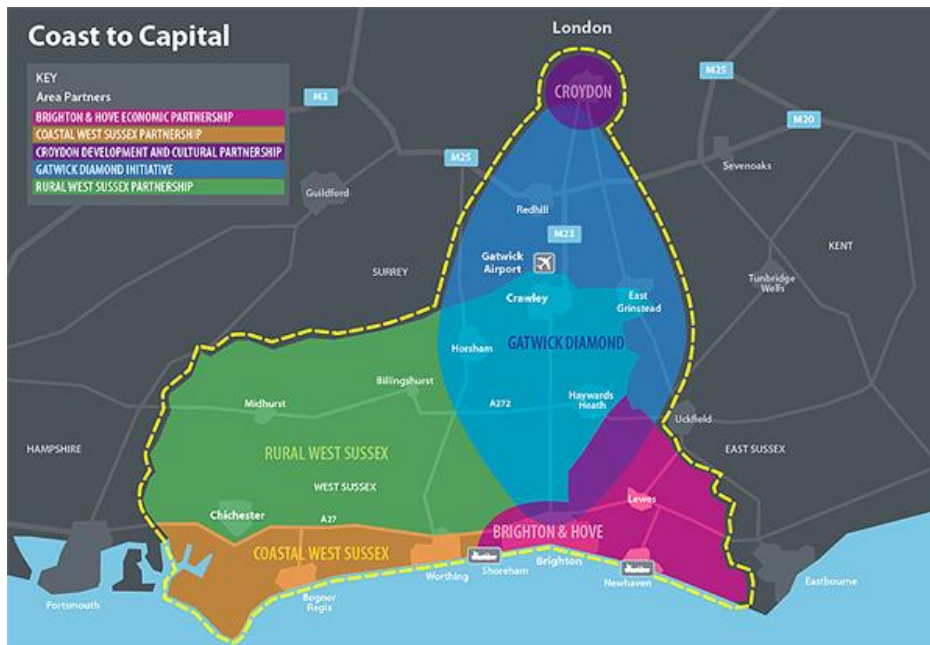 Coast to Capital
KEY
Area Partners
BRIGHTON & HOVE ECONOMIC PARTNERSHIP
COASTAL WEST SUSSEX PARTNERSHIP
CROYDON DEVELOPMENT AND CULTURAL PARTNERSHIP
GATWICK DIAMOND INITIATIVE
RURAL WEST SUSSEX PARTNERSHIP
London
CROYDON
M3
M25
M25
M20
Sevenoaks
Guildford
Redhill
M23
KENT
Gatwick
Airport
SURREY
Tunbridge
Wells
Crawley
East
Grinstead
Horsham
GATWICK DIAMOND
Billingshurst
Midhurst
A272
Haywards
Heath
Uckfield
HAMPSHIRE
EAST SUSSEX
RURAL WEST SUSSEX
WEST SUSSEX
Lewes
Chichester
A27
BRIGHTON & HOVE
COASTAL WEST SUSSEX
Worthing
Shoreham
Brighton
Newhaven
Eastbourne
Bognor
Regis
Portsmouth